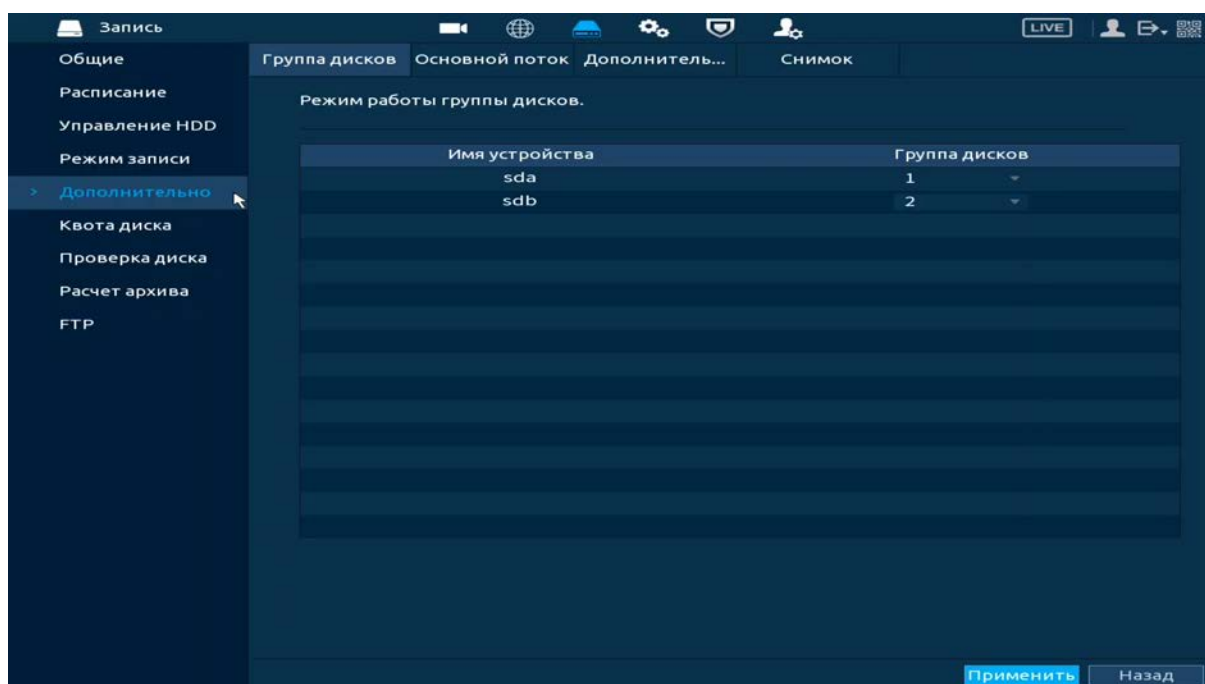 Запись
LIVE
Общие
Расписание
Управление HDD
Режим записи
> Дополнительно
Квота диска
Проверка диска
Расчет архива
FTP
Группа дисков Основной поток Дополнитель... Снимок
Режим работы группы дисков.
Имя устройства Группа дисков
sda 1
sdb 2
Применить Назад